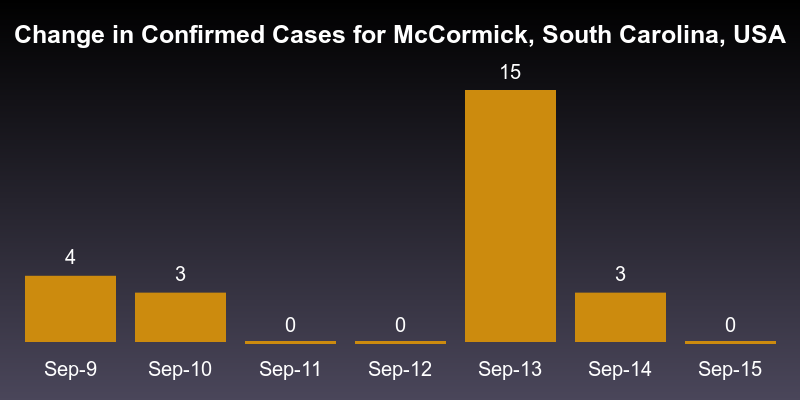 Change in Confirmed Cases for McCormick, South Carolina, USA
15
4
3
3
0
0
0
Sep-9
Sep-10
Sep-11
Sep-12
Sep-13
Sep-14
Sep-15